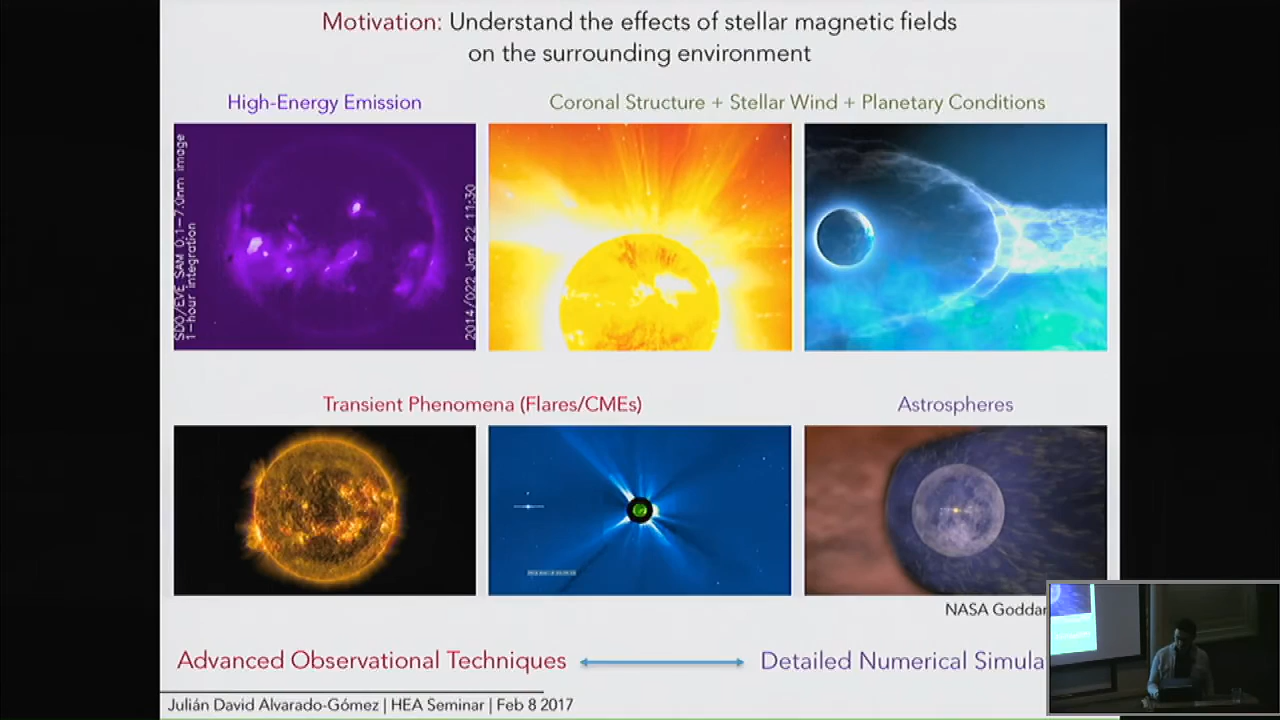 Motivation: Understand the effects of stellar magnetic fields
on the surrounding environment
High-Energy Emission
Coronal Structure + Stellar Wind + Planetary Conditions
SDO/EVE SAM 0.1-7.0nm image
1-hour integration
2014/022 Jan 22 11:30
Transient Phenomena (Flares/CMEs)
Astrospheres
NASA
Advanced Observational Techniques
Detailed Numerical
Julián David Alvarado-Gómez | HEA Seminar | Feb 8 2017